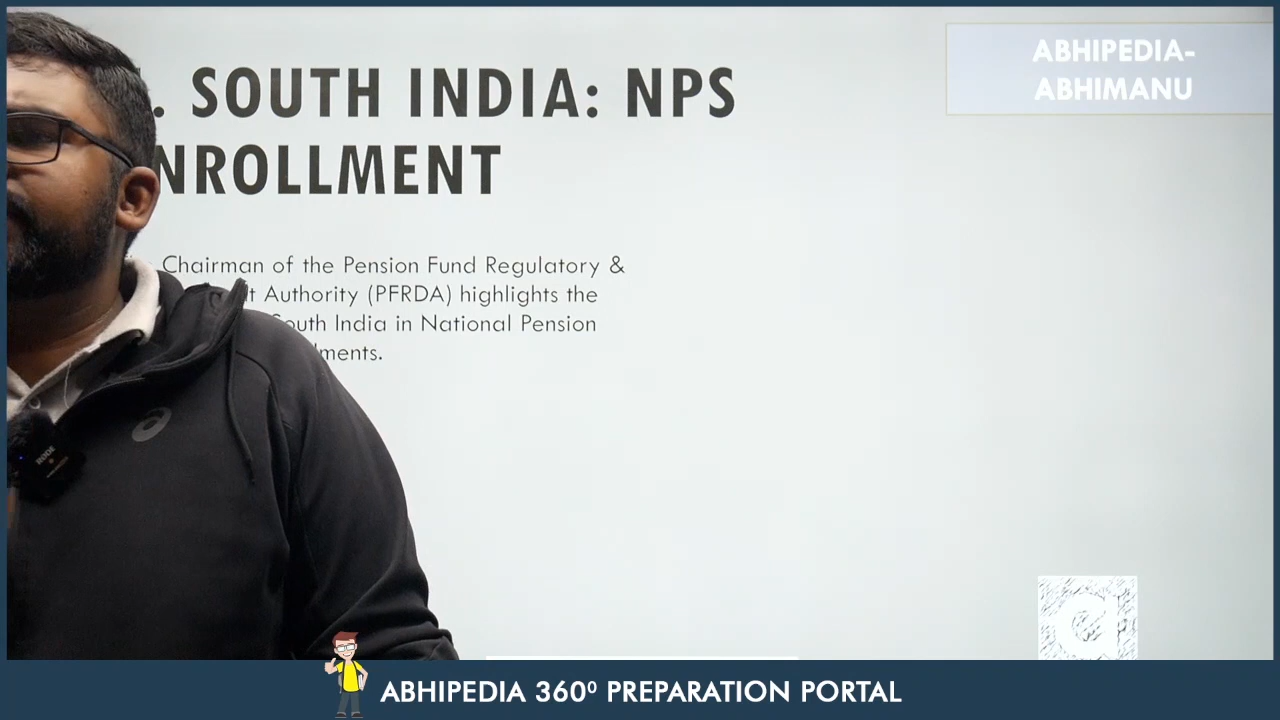 . SOUTH INDIA: NPS
NROLLMENT
Chairman of the Pension Fund Regulatory &
Authority (PFRDA) highlights the
South India in National Pension
ABHIPEDIA-
ABHIMANU
RODE
ABHIPEDIA 360⁰ PREPARATION PORTAL